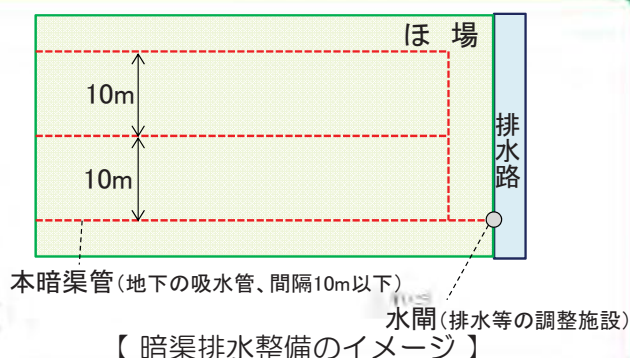 ほ 場
10m
10m
排水路
本暗渠管(地下の吸水管、間隔10m以下)
水閘(排水等の調整施設)
【 暗渠排水整備のイメージ 】